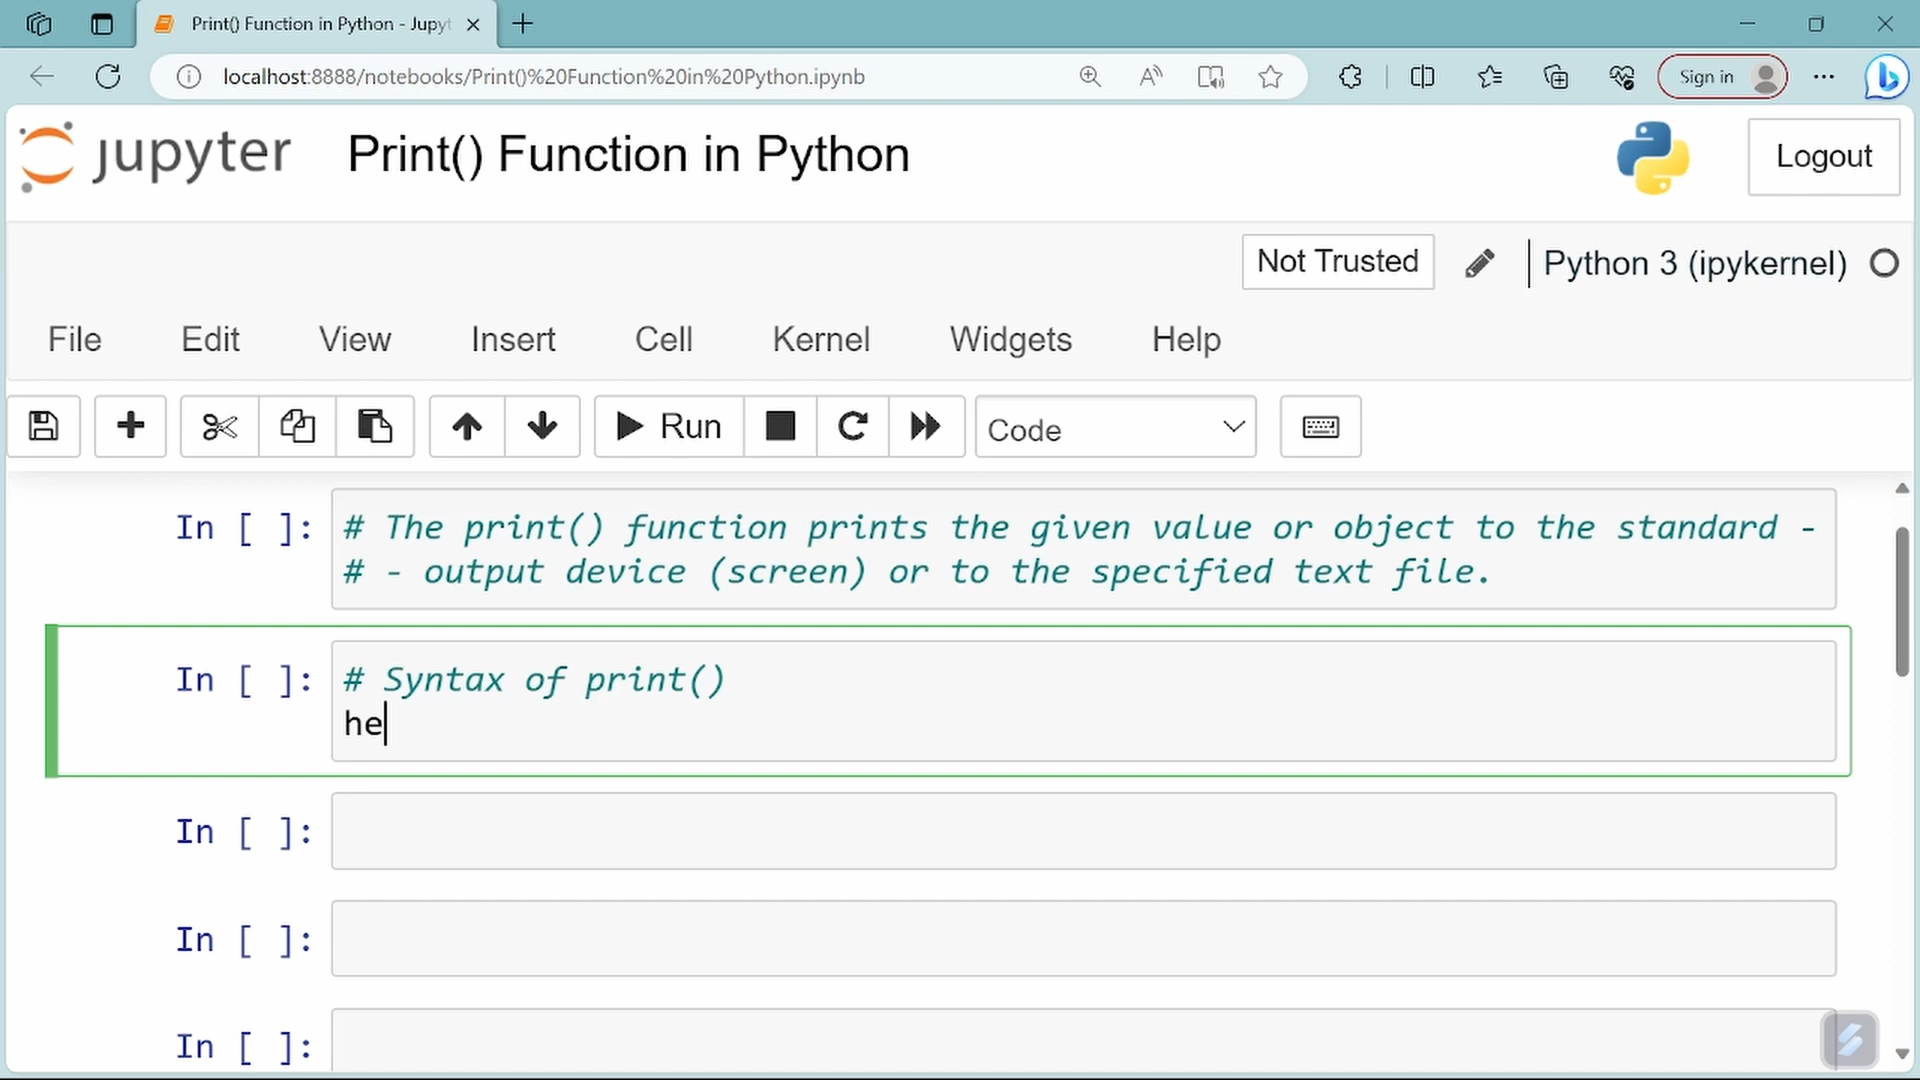 Print() Function in Python - Jupyt
localhost:8888/notebooks/Print()%20Function%20in%20Python.ipynb
Sign in
jupyter Print() Function in Python
Logout
Not Trusted
Python 3 (ipykernel)
File Edit View Insert Cell Kernel Widgets Help
Run
Code
In [ ]: # The print() function prints the given value or object to the standard -
# - output device (screen) or to the specified text file.
In [ ]: # Syntax of print()
he
In [ ]:
In [ ]:
In [ ]: